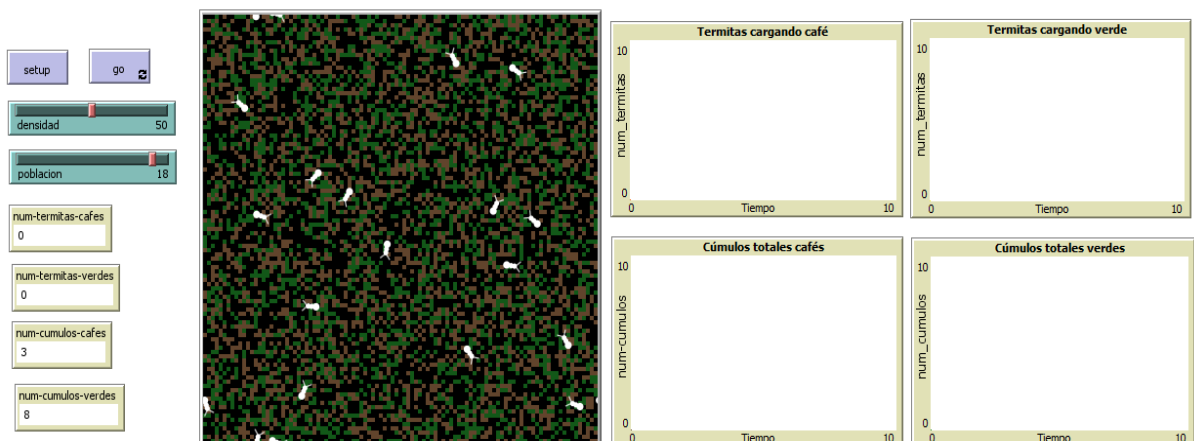 setup
go
densidad 50
poblacion 18
num-termitas-cafes
0
num-termitas-verdes
0
num-cumulos-cafes
3
num-cumulos-verdes
8
Termitas cargando café
10
num_termitas
0
0 Tiempo 10
Termitas cargando verde
10
num_termitas
0
0 Tiempo 10
Cúmulos totales cafés
10
num-cumulos
0
0 Tiempo 10
Cúmulos totales verdes
10
num_cumulos
0
0 Tiempo 10